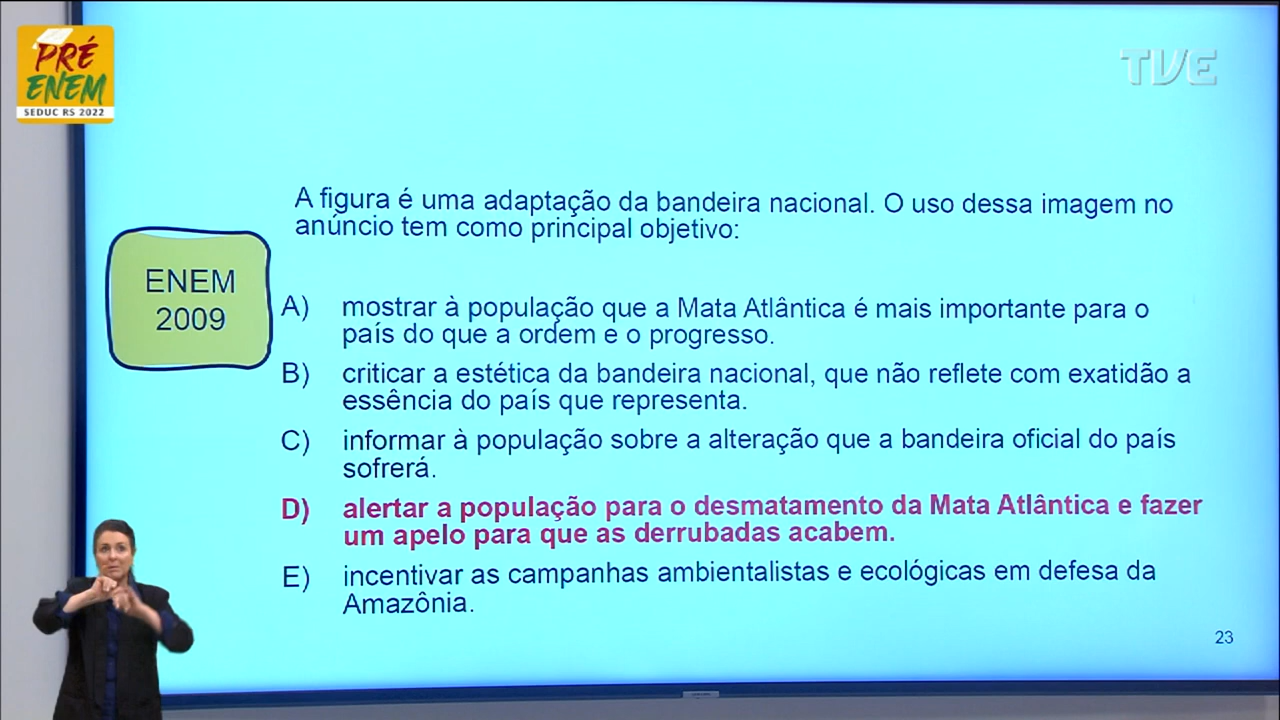 PRÉ
ENEM
SEDUC RS 2022
TVE
A figura é uma adaptação da bandeira nacional. O uso dessa imagem no
anúncio tem como principal objetivo:
ENEM
2009
A) mostrar à população que a Mata Atlântica é mais importante para o
país do que a ordem e o progresso.
B) criticar a estética da bandeira nacional, que não reflete com exatidão a
essência do país que representa.
C) informar à população sobre a alteração que a bandeira oficial do país
sofrerá.
D) alertar a população para o desmatamento da Mata Atlântica e fazer
um apelo para que as derrubadas acabem.
E) incentivar as campanhas ambientalistas e ecológicas em defesa da
Amazônia.
23